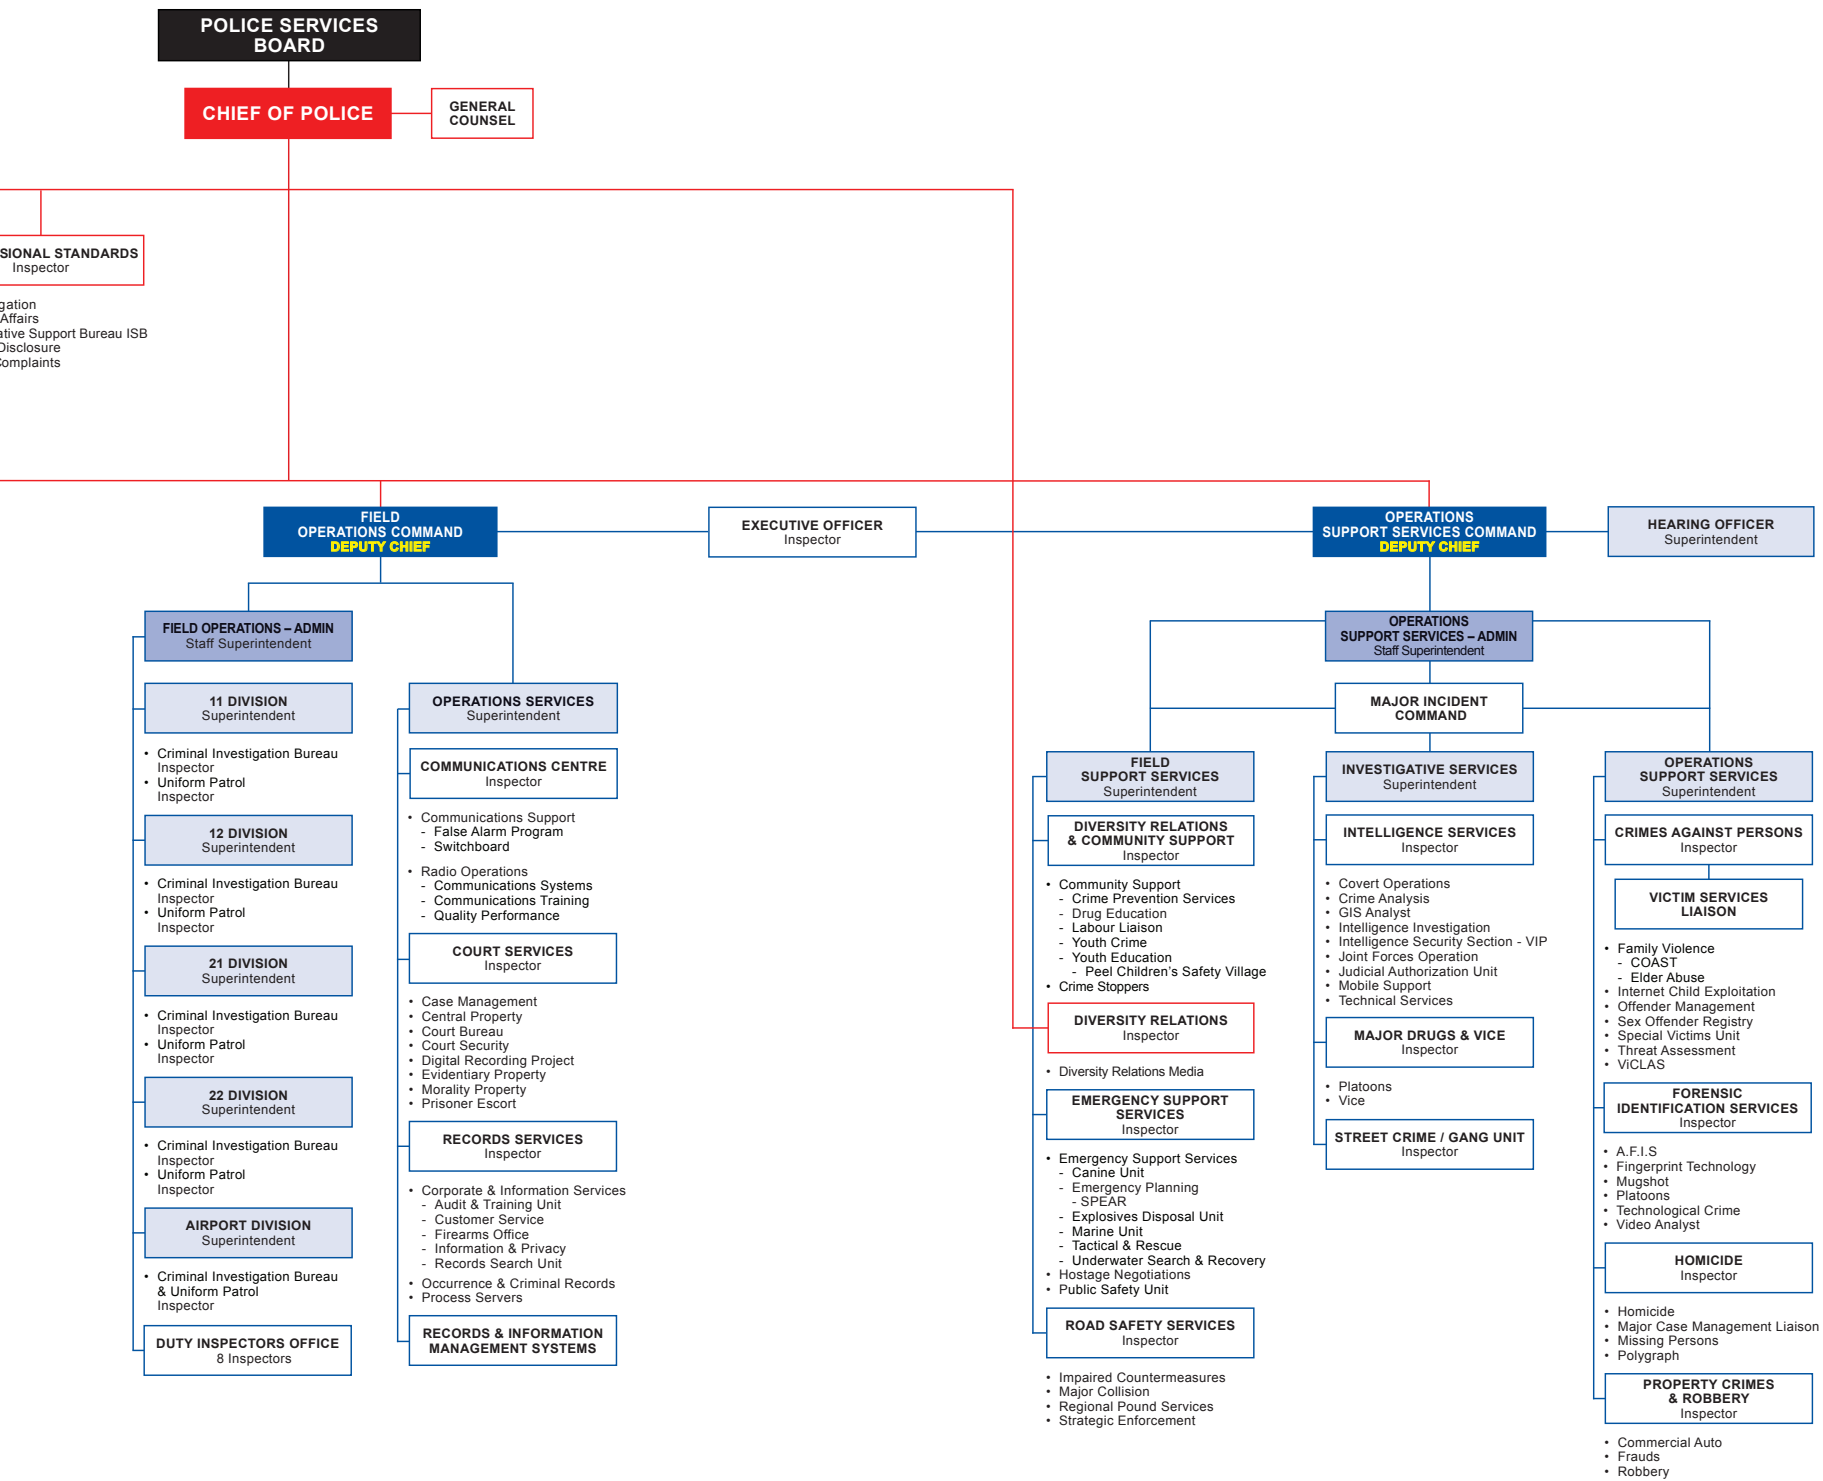 POLICE SERVICES
BOARD
CHIEF OF POLICE
GENERAL
COUNSEL
SIONAL STANDARDS
Inspector
gation
Affairs
ative Support Bureau ISB
Disclosure
Complaints
FIELD
OPERATIONS COMMAND
DEPUTY CHIEF
EXECUTIVE OFFICER
Inspector
OPERATIONS
SUPPORT SERVICES COMMAND
DEPUTY CHIEF
HEARING OFFICER
Superintendent
FIELD OPERATIONS – ADMIN
Staff Superintendent
11 DIVISION
Superintendent
• Criminal Investigation Bureau
Inspector
• Uniform Patrol
Inspector
12 DIVISION
Superintendent
• Criminal Investigation Bureau
Inspector
• Uniform Patrol
Inspector
21 DIVISION
Superintendent
• Criminal Investigation Bureau
Inspector
• Uniform Patrol
Inspector
22 DIVISION
Superintendent
• Criminal Investigation Bureau
Inspector
• Uniform Patrol
Inspector
AIRPORT DIVISION
Superintendent
• Criminal Investigation Bureau
& Uniform Patrol
Inspector
DUTY INSPECTORS OFFICE
8 Inspectors
OPERATIONS SERVICES
Superintendent
COMMUNICATIONS CENTRE
Inspector
• Communications Support
- False Alarm Program
- Switchboard
• Radio Operations
- Communications Systems
- Communications Training
- Quality Performance
COURT SERVICES
Inspector
• Case Management
• Central Property
• Court Bureau
• Court Security
• Digital Recording Project
• Evidentiary Property
• Morality Property
• Prisoner Escort
RECORDS SERVICES
Inspector
• Corporate & Information Services
- Audit & Training Unit
- Customer Service
- Firearms Office
- Information & Privacy
- Records Search Unit
• Occurrence & Criminal Records
• Process Servers
RECORDS & INFORMATION
MANAGEMENT SYSTEMS
OPERATIONS
SUPPORT SERVICES – ADMIN
Staff Superintendent
MAJOR INCIDENT
COMMAND
FIELD
SUPPORT SERVICES
Superintendent
DIVERSITY RELATIONS
& COMMUNITY SUPPORT
Inspector
• Community Support
- Crime Prevention Services
- Drug Education
- Labour Liaison
- Youth Crime
- Youth Education
- Peel Children's Safety Village
• Crime Stoppers
DIVERSITY RELATIONS
Inspector
• Diversity Relations Media
EMERGENCY SUPPORT
SERVICES
Inspector
• Emergency Support Services
- Canine Unit
- Emergency Planning
- SPEAR
- Explosives Disposal Unit
- Marine Unit
- Tactical & Rescue
- Underwater Search & Recovery
• Hostage Negotiations
• Public Safety Unit
ROAD SAFETY SERVICES
Inspector
• Impaired Countermeasures
• Major Collision
• Regional Pound Services
• Strategic Enforcement
INVESTIGATIVE SERVICES
Superintendent
INTELLIGENCE SERVICES
Inspector
• Covert Operations
• Crime Analysis
• GIS Analyst
• Intelligence Investigation
• Intelligence Security Section - VIP
• Joint Forces Operation
• Judicial Authorization Unit
• Mobile Support
• Technical Services
MAJOR DRUGS & VICE
Inspector
• Platoons
• Vice
STREET CRIME / GANG UNIT
Inspector
OPERATIONS
SUPPORT SERVICES
Superintendent
CRIMES AGAINST PERSONS
Inspector
VICTIM SERVICES
LIAISON
• Family Violence
- COAST
- Elder Abuse
• Internet Child Exploitation
• Offender Management
• Sex Offender Registry
• Special Victims Unit
• Threat Assessment
• ViCLAS
FORENSIC
IDENTIFICATION SERVICES
Inspector
• A.F.I.S
• Fingerprint Technology
• Mugshot
• Platoons
• Technological Crime
• Video Analyst
HOMICIDE
Inspector
• Homicide
• Major Case Management Liaison
• Missing Persons
• Polygraph
PROPERTY CRIMES
& ROBBERY
Inspector
• Commercial Auto
• Frauds
• Robbery